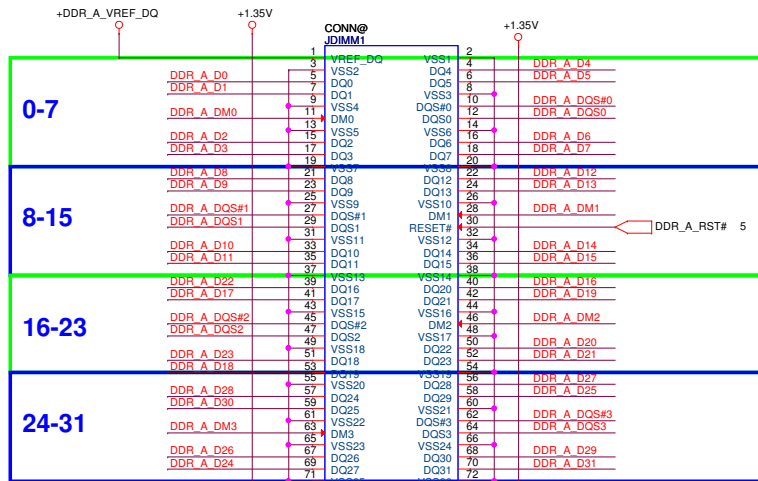 +DDR_A_VREF_DQ +1.35V +1.35V
CONN@
JDIMM1
1 VREF_DQ VSS1 2
3 VSS2 DQ4 4 DDR_A_D4
DDR_A_D0 5 DQ0 DQ5 6 DDR_A_D5
DDR_A_D1 7 DQ1 VSS3 8
0-7
9 VSS4 DQS#0 10 DDR_A_DQS#0
DDR_A_DM0 11 DM0 DQS0 12 DDR_A_DQS0
13 VSS5 VSS6 14
DDR_A_D2 15 DQ2 DQ6 16 DDR_A_D6
DDR_A_D3 17 DQ3 DQ7 18 DDR_A_D7
19 VSS7 VSS8 20
DDR_A_D8 21 DQ8 DQ12 22 DDR_A_D12
DDR_A_D9 23 DQ9 DQ13 24 DDR_A_D13
25 VSS9 VSS10 26
8-15
DDR_A_DQS#1 27 DQS#1 DM1 28 DDR_A_DM1
DDR_A_DQS1 29 DQS1 RESET# 30 DDR_A_RST# 5
31 VSS11 VSS12 32
DDR_A_D10 33 DQ10 DQ14 34 DDR_A_D14
DDR_A_D11 35 DQ11 DQ15 36 DDR_A_D15
37 VSS13 VSS14 38
DDR_A_D22 39 DQ16 DQ20 40 DDR_A_D16
DDR_A_D17 41 DQ17 DQ21 42 DDR_A_D19
43 VSS15 VSS16 44
16-23
DDR_A_DQS#2 45 DQS#2 DM2 46 DDR_A_DM2
DDR_A_DQS2 47 DQS2 VSS17 48
49 VSS18 DQ22 50 DDR_A_D20
DDR_A_D23 51 DQ18 DQ23 52 DDR_A_D21
DDR_A_D18 53 DQ19 VSS19 54
55 VSS20 DQ28 56 DDR_A_D27
DDR_A_D28 57 DQ24 DQ29 58 DDR_A_D25
DDR_A_D30 59 DQ25 VSS21 60
24-31
61 VSS22 DQS#3 62 DDR_A_DQS#3
DDR_A_DM3 63 DM3 DQS3 64 DDR_A_DQS3
65 VSS23 VSS24 66
DDR_A_D26 67 DQ26 DQ30 68 DDR_A_D29
DDR_A_D24 69 DQ27 DQ31 70 DDR_A_D31
71 72